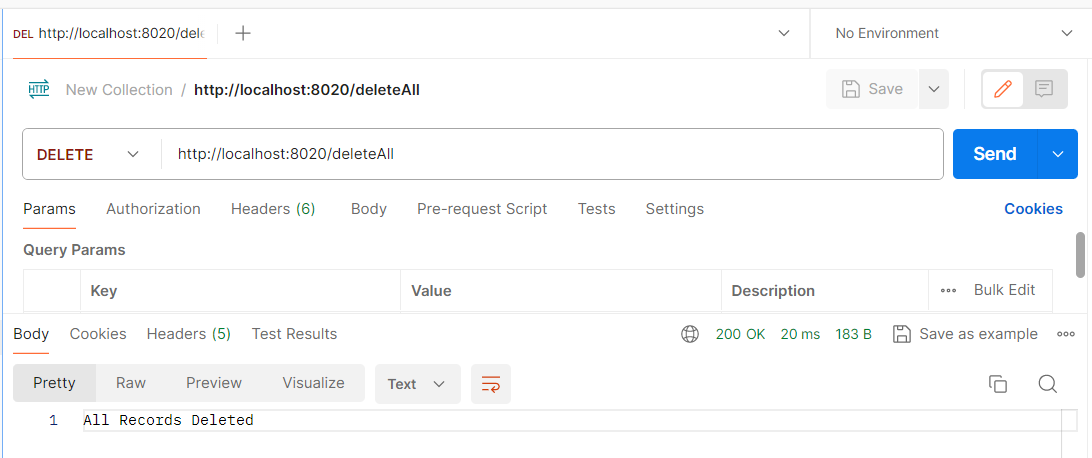 DEL http://localhost:8020/del
No Environment
HTTP New Collection / http://localhost:8020/deleteAll Save
DELETE http://localhost:8020/deleteAll Send
Params Authorization Headers (6) Body Pre-request Script Tests Settings Cookies
Query Params
Key Value Description Bulk Edit
Body Cookies Headers (5) Test Results 200 OK 20 ms 183 B Save as example
Pretty Raw Preview Visualize Text
1 All Records Deleted